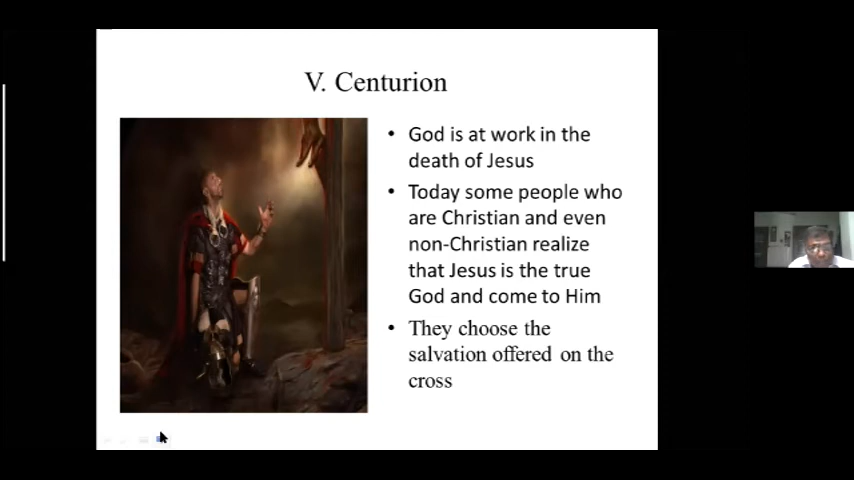 V. Centurion
• God is at work in the
death of Jesus
• Today some people who
are Christian and even
non-Christian realize
that Jesus is the true
God and come to Him
• They choose the
salvation offered on the
cross